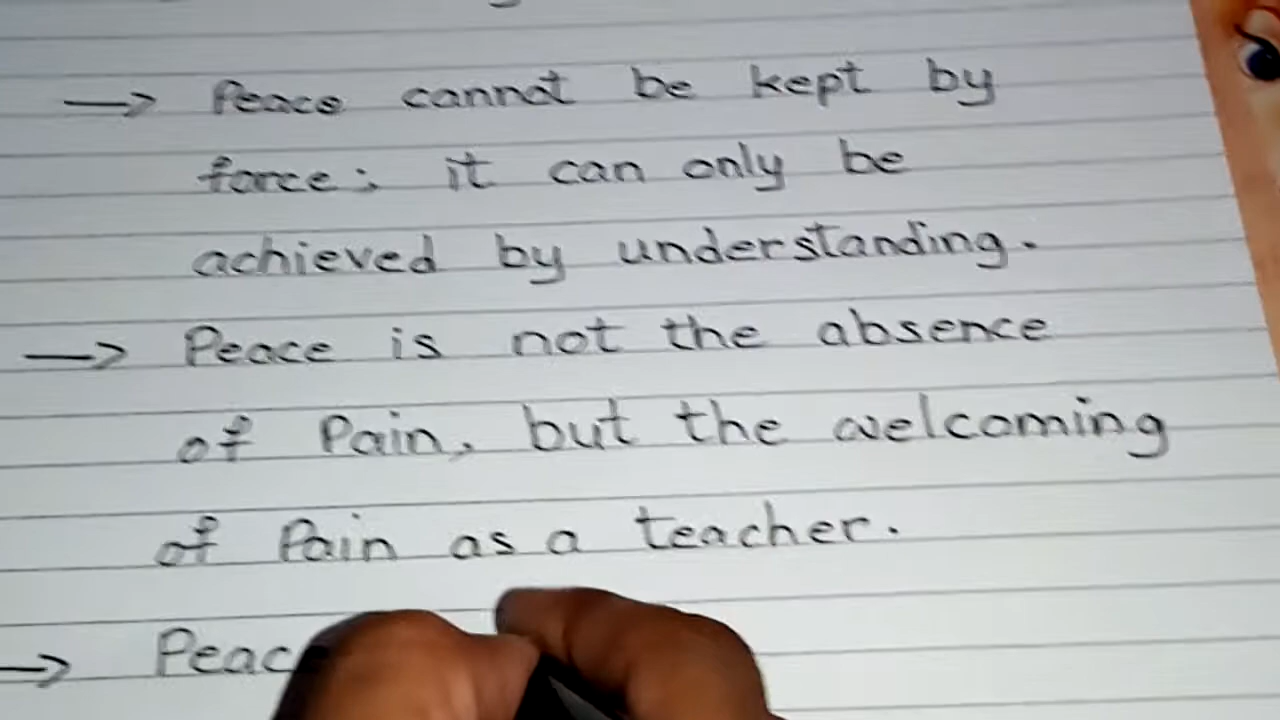 → Peace cannot be kept by
force; it can only be
achieved by understanding.
→ Peace is not the absence
of Pain, but the welcoming
of Pain as a teacher.
→ Peac